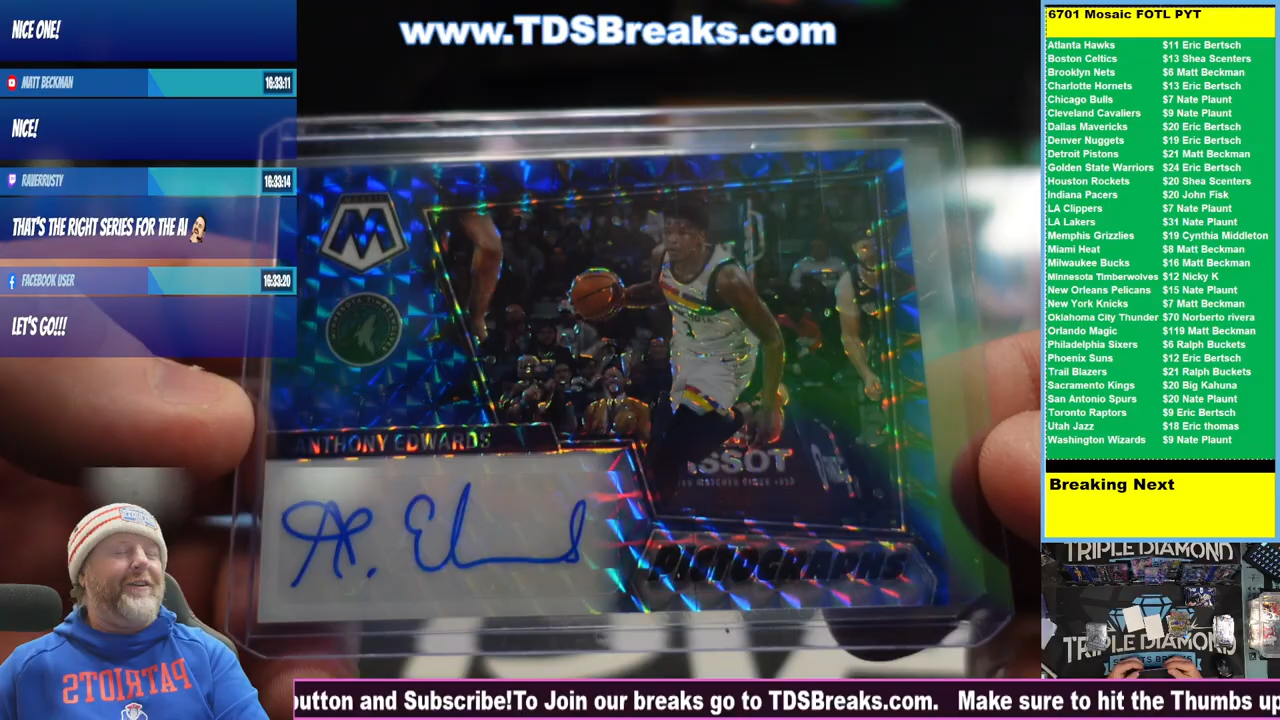 NICE ONE!
MATT BECKMAN
16:33:11
NICE!
RAVERRUSTY
16:33:14
THAT'S THE RIGHT SERIES FOR THE AI
FACEBOOK USER
16:33:20
LET'S GO!!!
www.TDSBreaks.com
ANTHONY EDWARDS
PICTOGRAPHS
PATRIOTS
6701 Mosaic FOTL PYT
Atlanta Hawks $11 Eric Bertsch
Boston Celtics $13 Shea Scenters
Brooklyn Nets $6 Matt Beckman
Charlotte Hornets $13 Eric Bertsch
Chicago Bulls $7 Nate Plaunt
Cleveland Cavaliers $9 Nate Plaunt
Dallas Mavericks $20 Eric Bertsch
Denver Nuggets $19 Eric Bertsch
Detroit Pistons $21 Matt Beckman
Golden State Warriors $24 Eric Bertsch
Houston Rockets $20 Shea Scenters
Indiana Pacers $20 John Fisk
LA Clippers $7 Nate Plaunt
LA Lakers $31 Nate Plaunt
Memphis Grizzlies $19 Cynthia Middleton
Miami Heat $8 Matt Beckman
Milwaukee Bucks $16 Matt Beckman
Minnesota Timberwolves $12 Nicky K
New Orleans Pelicans $15 Nate Plaunt
New York Knicks $7 Matt Beckman
Oklahoma City Thunder $70 Norberto rivera
Orlando Magic $119 Matt Beckman
Philadelphia Sixers $6 Ralph Buckets
Phoenix Suns $12 Eric Bertsch
Trail Blazers $21 Ralph Buckets
Sacramento Kings $20 Big Kahuna
San Antonio Spurs $20 Nate Plaunt
Toronto Raptors $9 Eric Bertsch
Utah Jazz $18 Eric thomas
Washington Wizards $9 Nate Plaunt
Breaking Next
TRIPLE DIAMOND
TRIPLE DIAMOND
SPORTS BREAKS
button and Subscribe!To Join our breaks go to TDSBreaks.com. Make sure to hit the Thumbs up